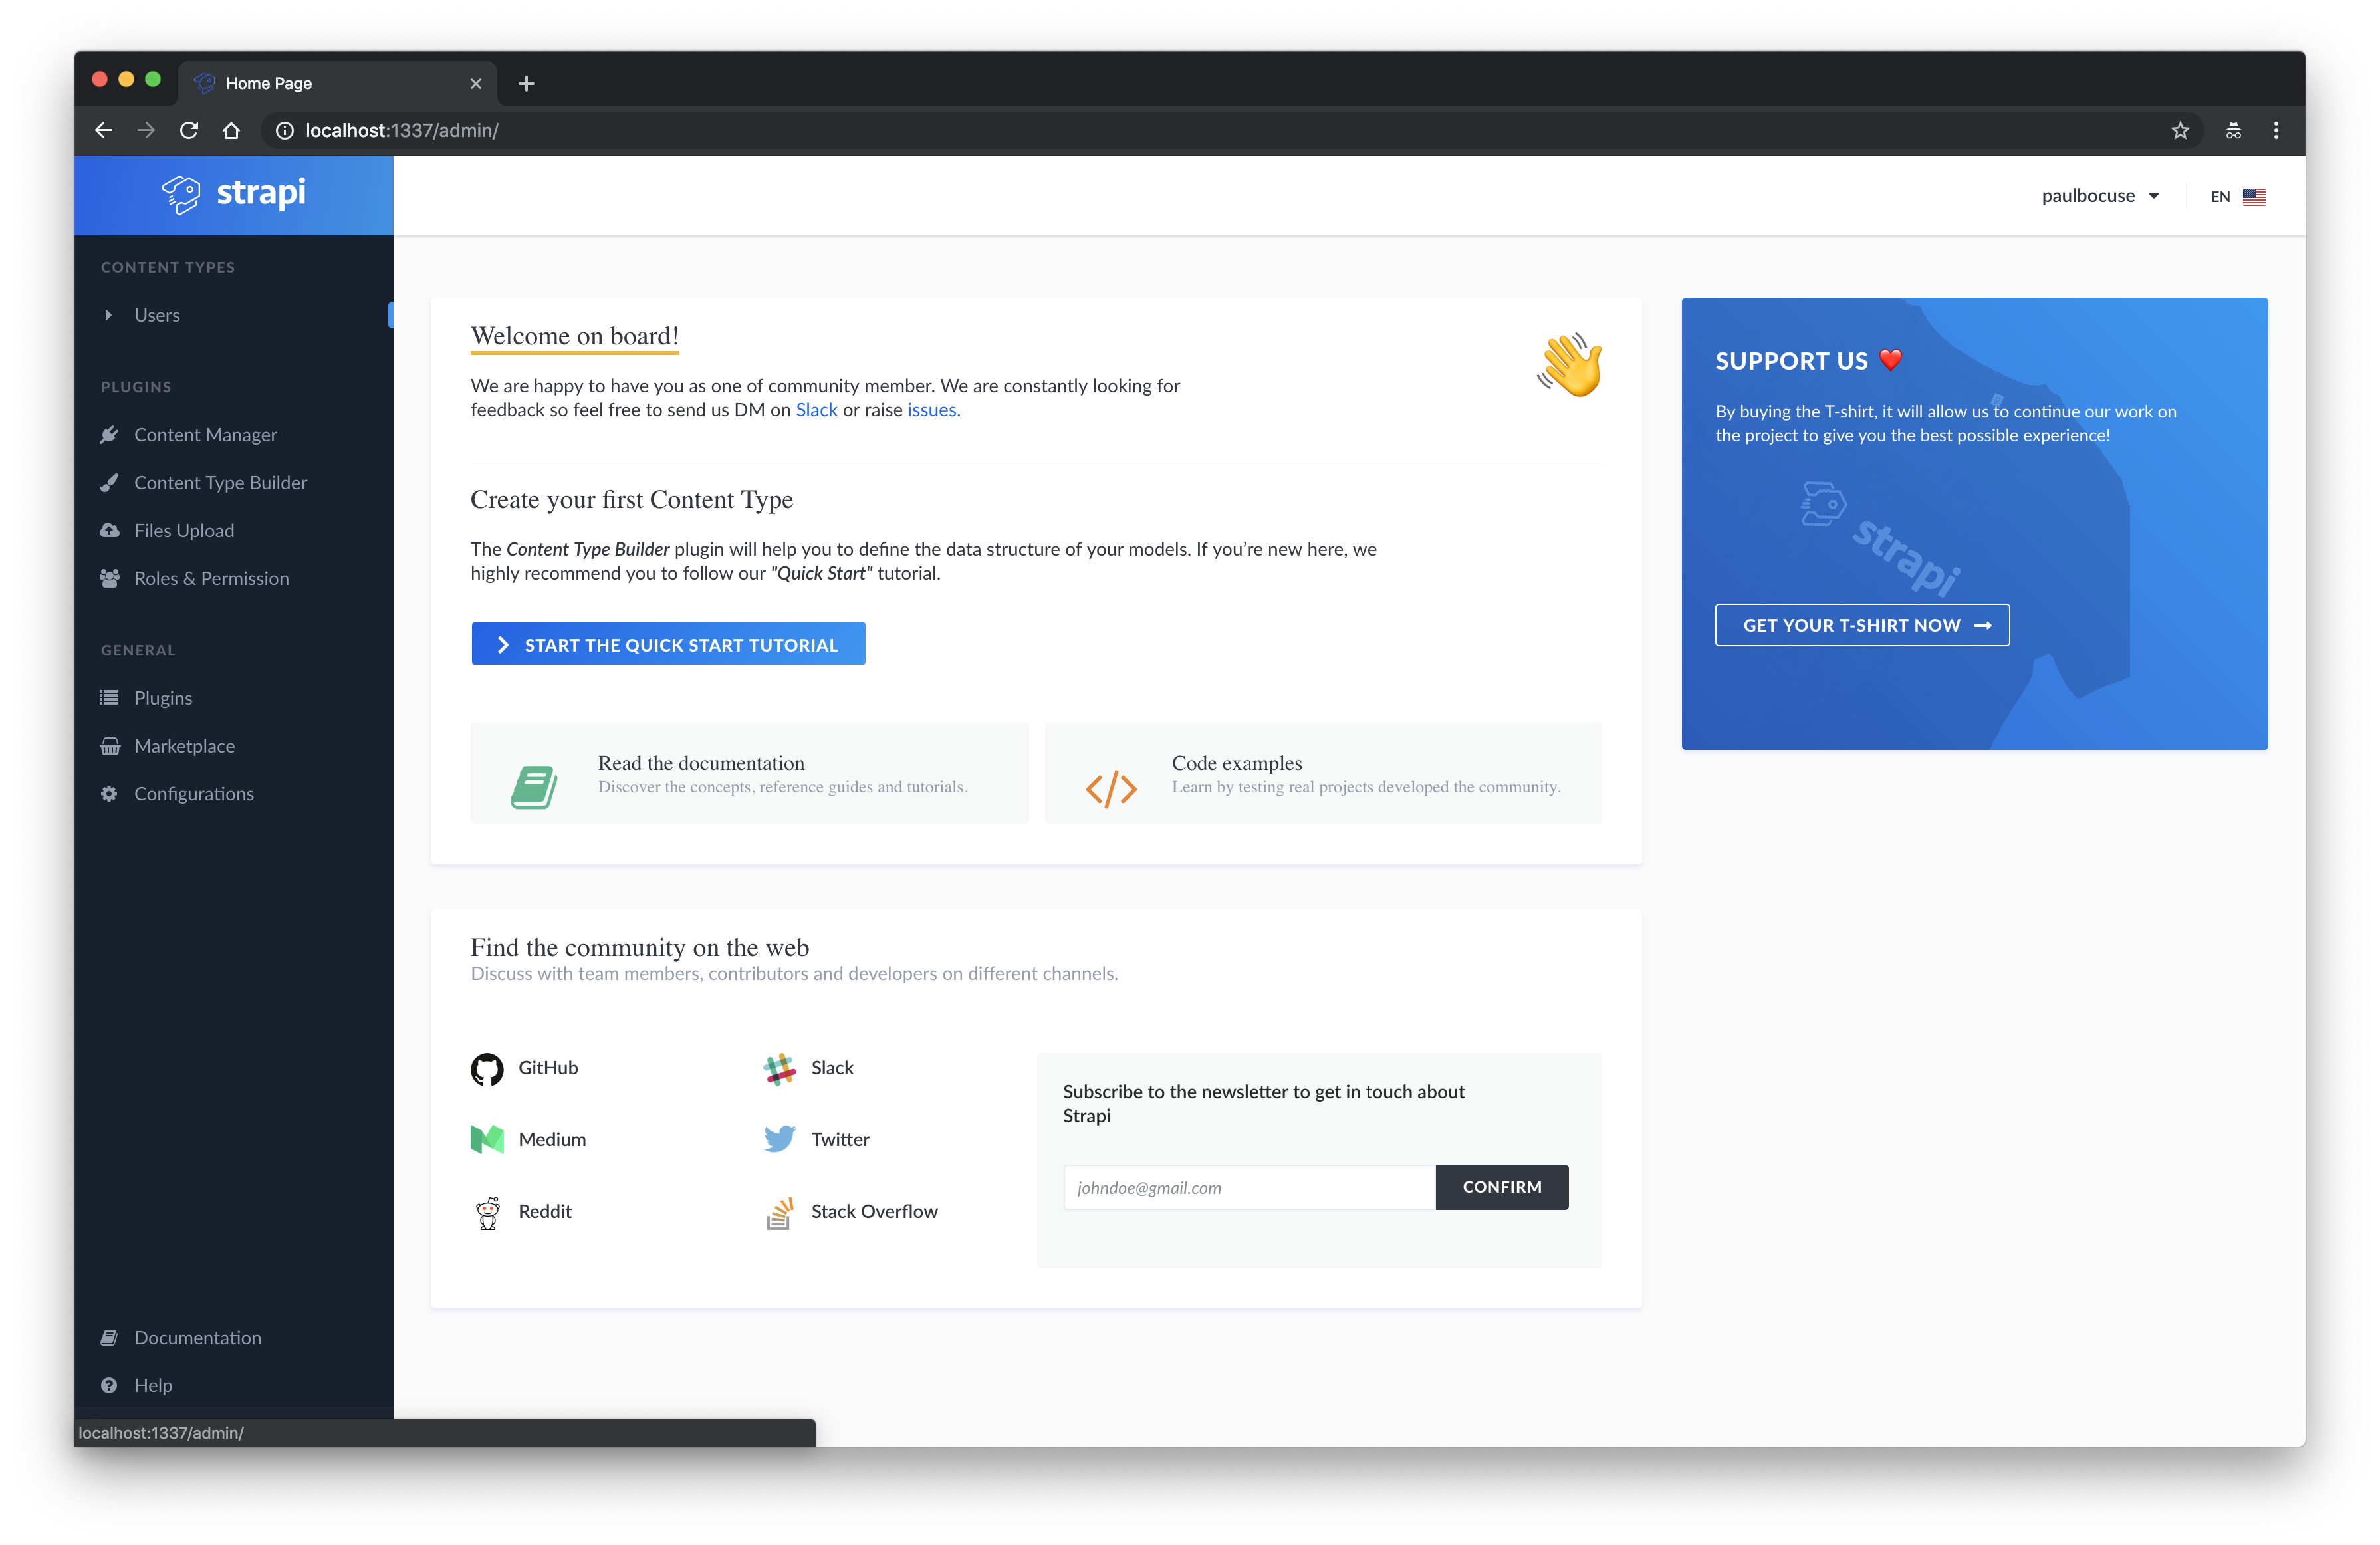 Home Page
localhost:1337/admin/
strapi
paulbocuse
EN
CONTENT TYPES
Users
PLUGINS
Content Manager
Content Type Builder
Files Upload
Roles & Permission
GENERAL
Plugins
Marketplace
Configurations
Documentation
Help
localhost:1337/admin/
Welcome on board!
We are happy to have you as one of community member. We are constantly looking for
feedback so feel free to send us DM on Slack or raise issues.
Create your first Content Type
The Content Type Builder plugin will help you to define the data structure of your models. If you’re new here, we
highly recommend you to follow our "Quick Start" tutorial.
START THE QUICK START TUTORIAL
Read the documentation
Discover the concepts, reference guides and tutorials.
Code examples
Learn by testing real projects developed the community.
Find the community on the web
Discuss with team members, contributors and developers on different channels.
GitHub
Slack
Medium
Twitter
Reddit
Stack Overflow
Subscribe to the newsletter to get in touch about
Strapi
johndoe@gmail.com
CONFIRM
SUPPORT US
By buying the T-shirt, it will allow us to continue our work on
the project to give you the best possible experience!
strapi
GET YOUR T-SHIRT NOW